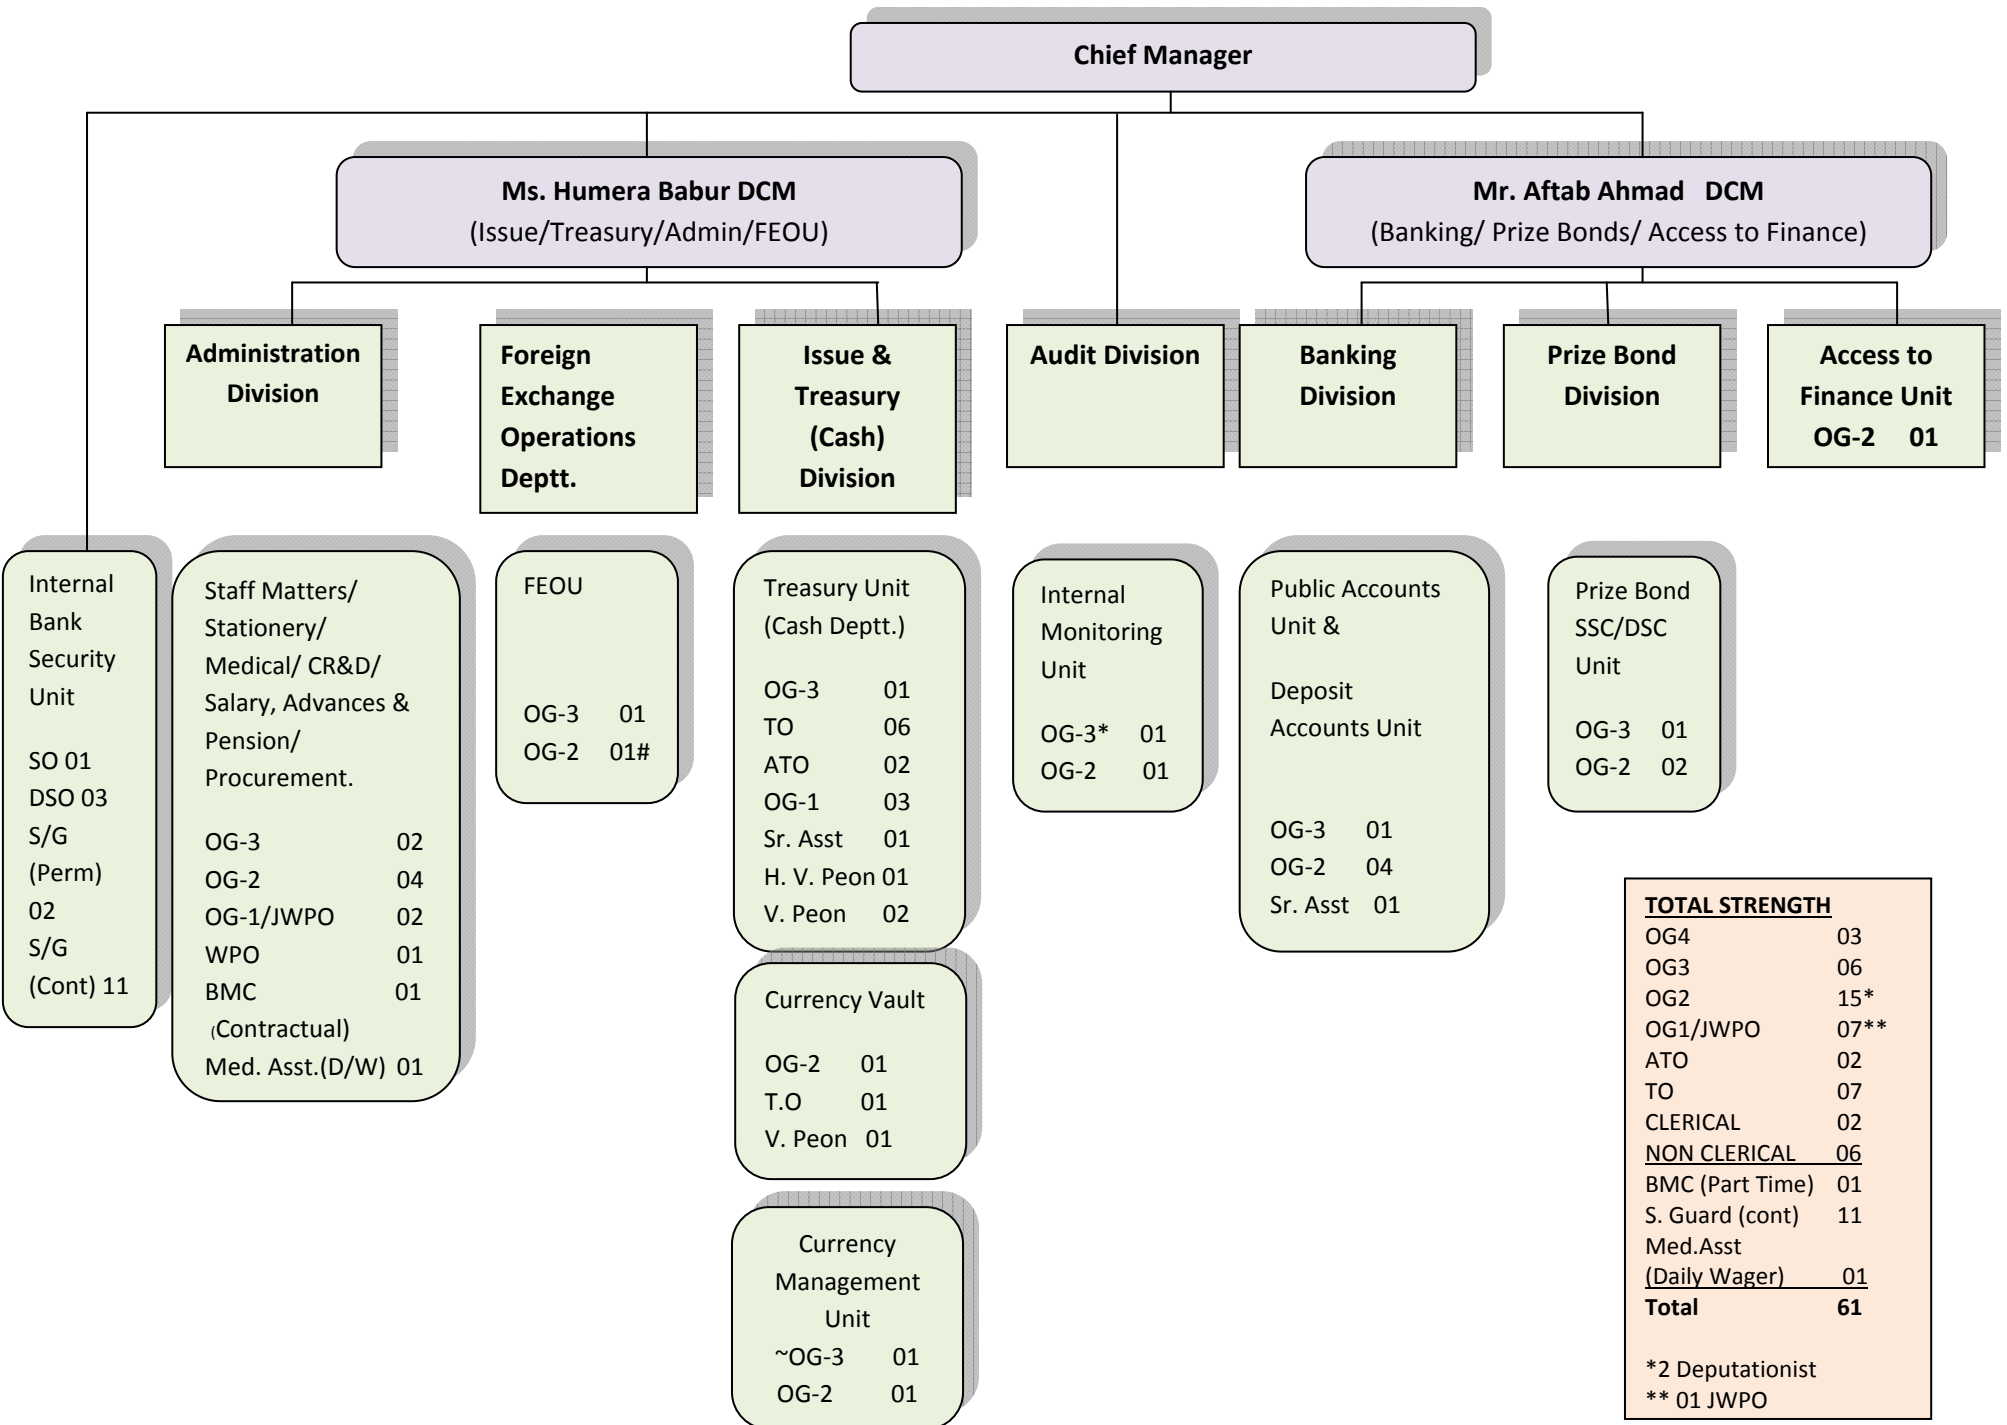 Chief Manager
Ms. Humera Babur DCM
(Issue/Treasury/Admin/FEOU)
Mr. Aftab Ahmad   DCM
(Banking/ Prize Bonds/ Access to Finance)
Administration
Division
Foreign
Exchange
Operations
Deptt.
Issue &
Treasury
(Cash)
Division
Audit Division
Banking
Division
Prize Bond
Division
Access to
Finance Unit
OG-2    01
Internal
Bank
Security
Unit
SO 01
DSO 03
S/G
(Perm)
02
S/G
(Cont) 11
Staff Matters/
Stationery/
Medical/ CR&D/
Salary, Advances &
Pension/
Procurement.
OG-3    02
OG-2    04
OG-1/JWPO    02
WPO    01
BMC    01
(Contractual)
Med. Asst.(D/W) 01
FEOU
OG-3    01
OG-2    01#
Treasury Unit
(Cash Deptt.)
OG-3    01
TO    06
ATO    02
OG-1    03
Sr. Asst    01
H. V. Peon 01
V. Peon    02
Currency Vault
OG-2    01
T.O    01
V. Peon   01
Currency
Management
Unit
~OG-3    01
OG-2    01
Internal
Monitoring
Unit
OG-3*    01
OG-2    01
Public Accounts
Unit &
Deposit
Accounts Unit
OG-3    01
OG-2    04
Sr. Asst   01
Prize Bond
SSC/DSC
Unit
OG-3    01
OG-2    02
TOTAL STRENGTH
OG4    03
OG3    06
OG2    15*
OG1/JWPO    07**
ATO    02
TO    07
CLERICAL    02
NON CLERICAL    06
BMC (Part Time)    01
S. Guard (cont)    11
Med.Asst
(Daily Wager)    01
Total    61
*2 Deputationist
** 01 JWPO